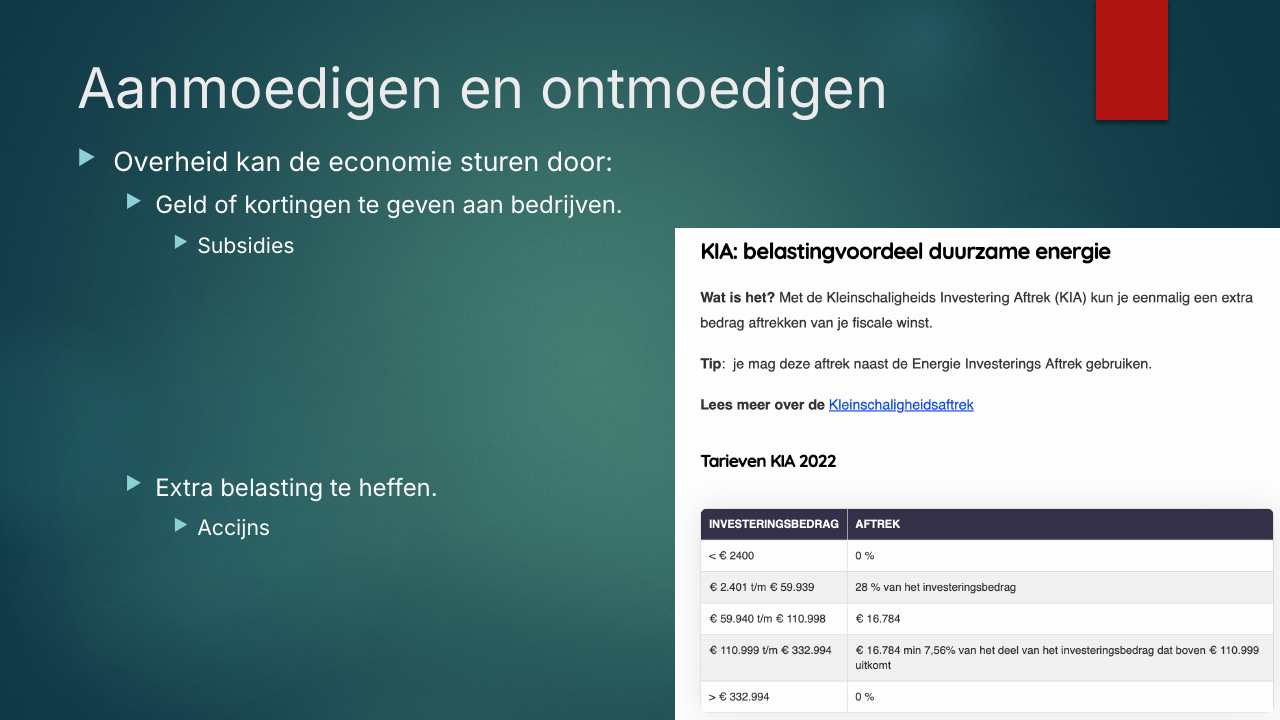 Aanmoedigen en ontmoedigen
Overheid kan de economie sturen door:
Geld of kortingen te geven aan bedrijven.
Subsidies
Extra belasting te heffen.
Accijns
KIA: belastingvoordeel duurzame energie
Wat is het? Met de Kleinschaligheids Investering Aftrek (KIA) kun je eenmalig een extra
bedrag aftrekken van je fiscale winst.
Tip: je mag deze aftrek naast de Energie Investerings Aftrek gebruiken.
Lees meer over de Kleinschaligheidsaftrek
Tarieven KIA 2022
INVESTERINGSBEDRAG AFTREK
< € 2400 0 %
€ 2.401 t/m € 59.939 28 % van het investeringsbedrag
€ 59.940 t/m € 110.998 € 16.784
€ 110.999 t/m € 332.994 € 16.784 min 7,56% van het deel van het investeringsbedrag dat boven € 110.999
uitkomt
> € 332.994 0 %